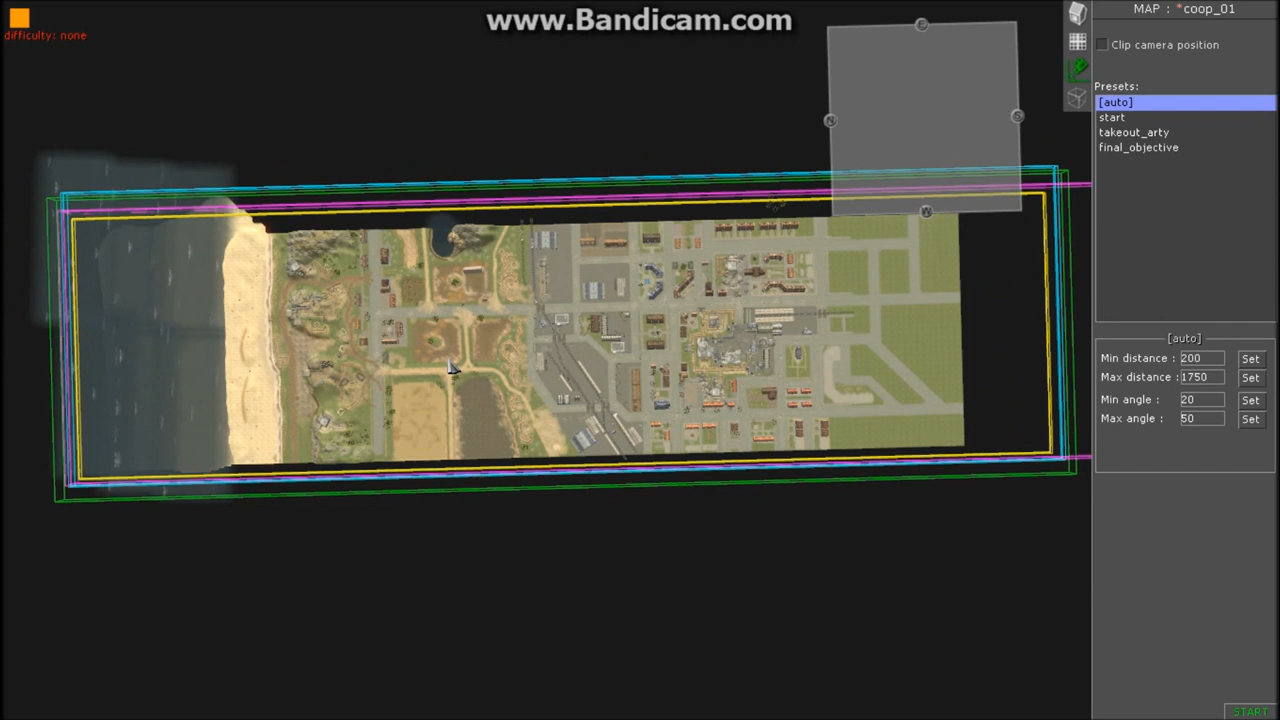 www.Bandicam.com
difficulty: none
MAP : *coop_01
Clip camera position
Presets:
[auto]
start
takeout_arty
final_objective
[auto]
Min distance : 200 Set
Max distance : 1750 Set
Min angle : 20 Set
Max angle : 50 Set
START